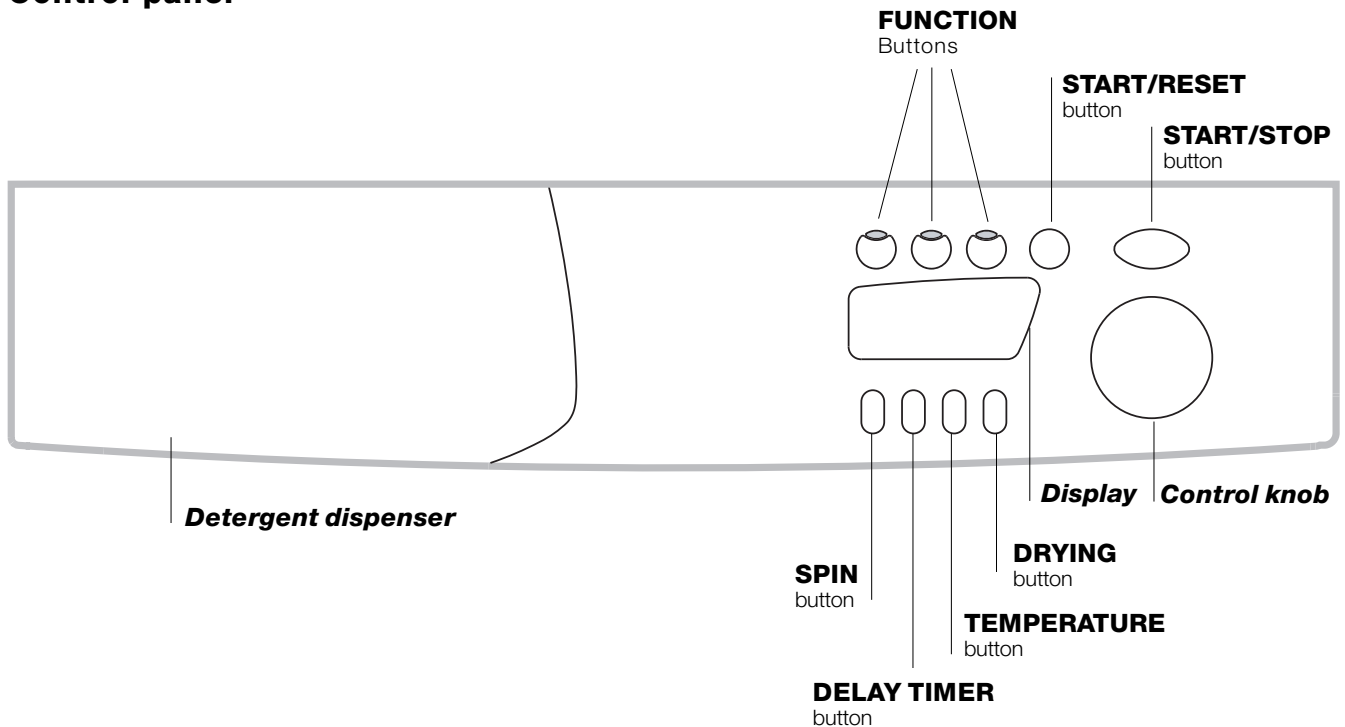 Control panel
FUNCTION
Buttons
START/RESET
button
START/STOP
button
Detergent dispenser
Display
Control knob
SPIN
button
DRYING
button
TEMPERATURE
button
DELAY TIMER
button